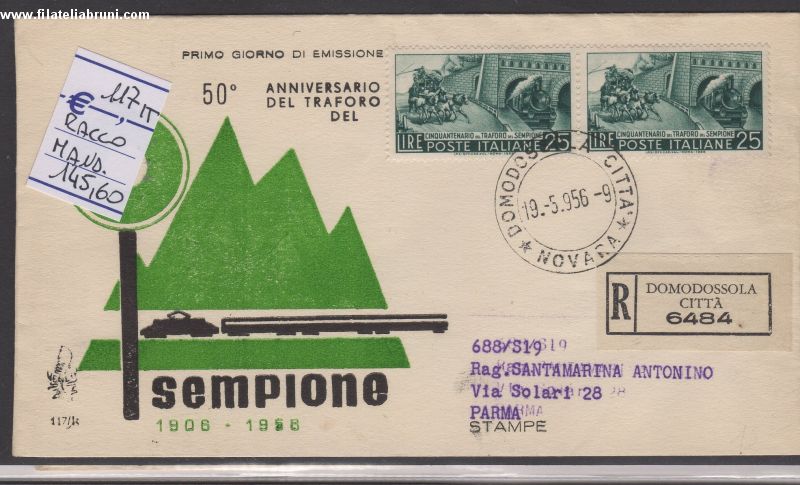 www.filateliabruni.com
PRIMO GIORNO DI EMISSIONE
50° ANNIVERSARIO
DEL TRAFORO
DEL
117 IT
€
RACCO
MAND.
145,60
CINQUANTENARIO DEL TRAFORO DEL SEMPIONE
LIRE POSTE ITALIANE 25
CINQUANTENARIO DEL TRAFORO DEL SEMPIONE
LIRE POSTE ITALIANE 25
DOMODOSSOLA CITTA'
19.-5.956-9
* NOVARA *
R
DOMODOSSOLA
CITTÀ
6484
688/S19
Rag.SANTAMARINA ANTONINO
Via Solari 28
PARMA
STAMPE
sempione
1906 - 1956
117/R